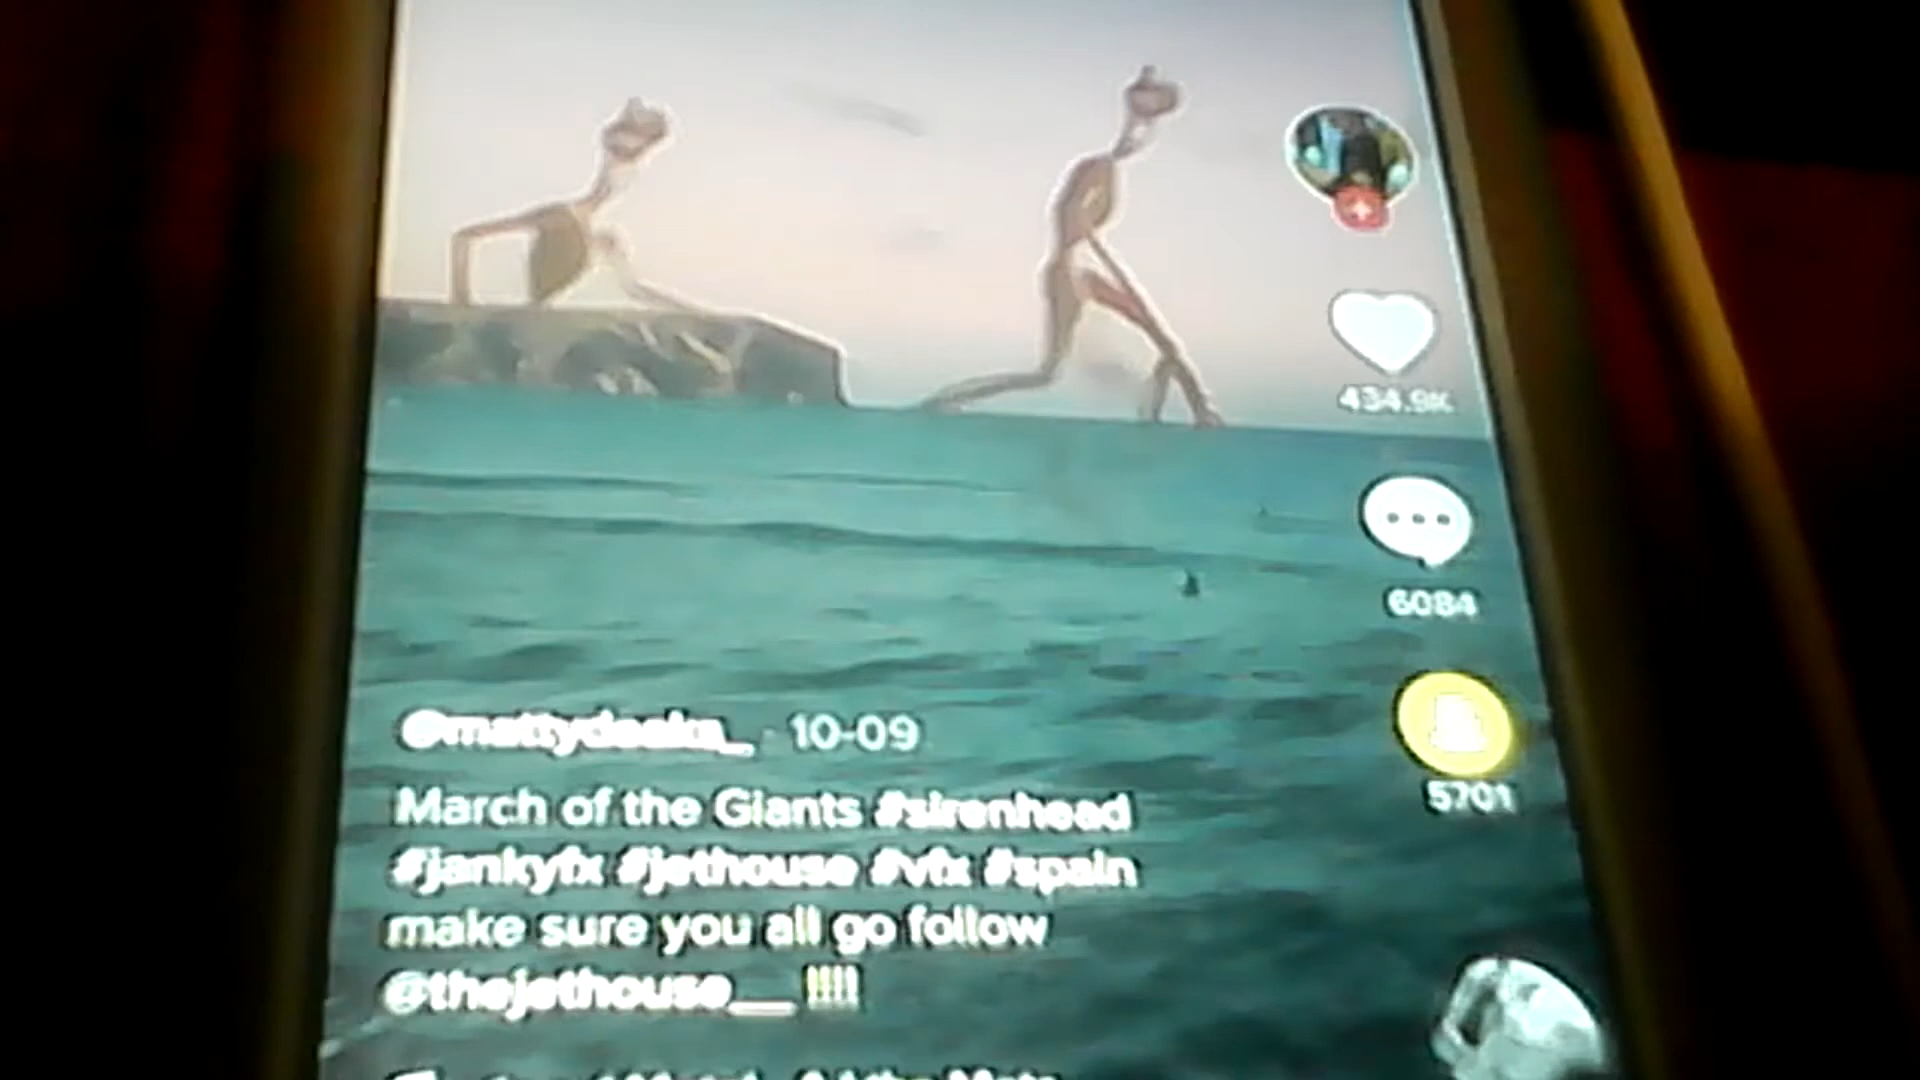 434.9K
6084
5701
@mattydeaks_ · 10-09
March of the Giants #sirenhead
#jankyfx #jethouse #vfx #spain
make sure you all go follow
@thejethouse__ !!!!